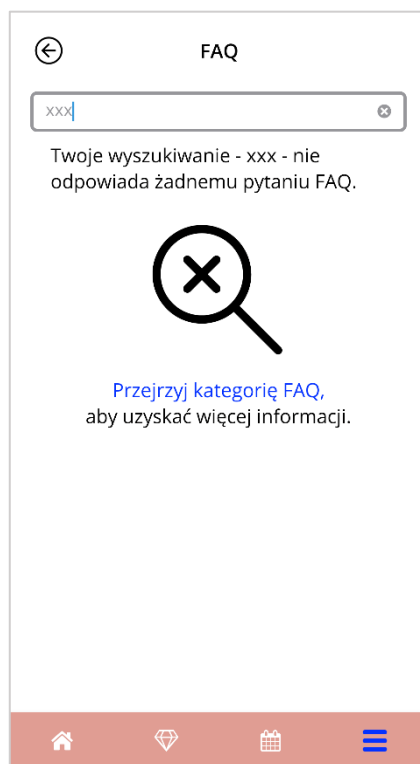 FAQ
xxx
Twoje wyszukiwanie - xxx - nie
odpowiada żadnemu pytaniu FAQ.
Przejrzyj kategorię FAQ,
aby uzyskać więcej informacji.